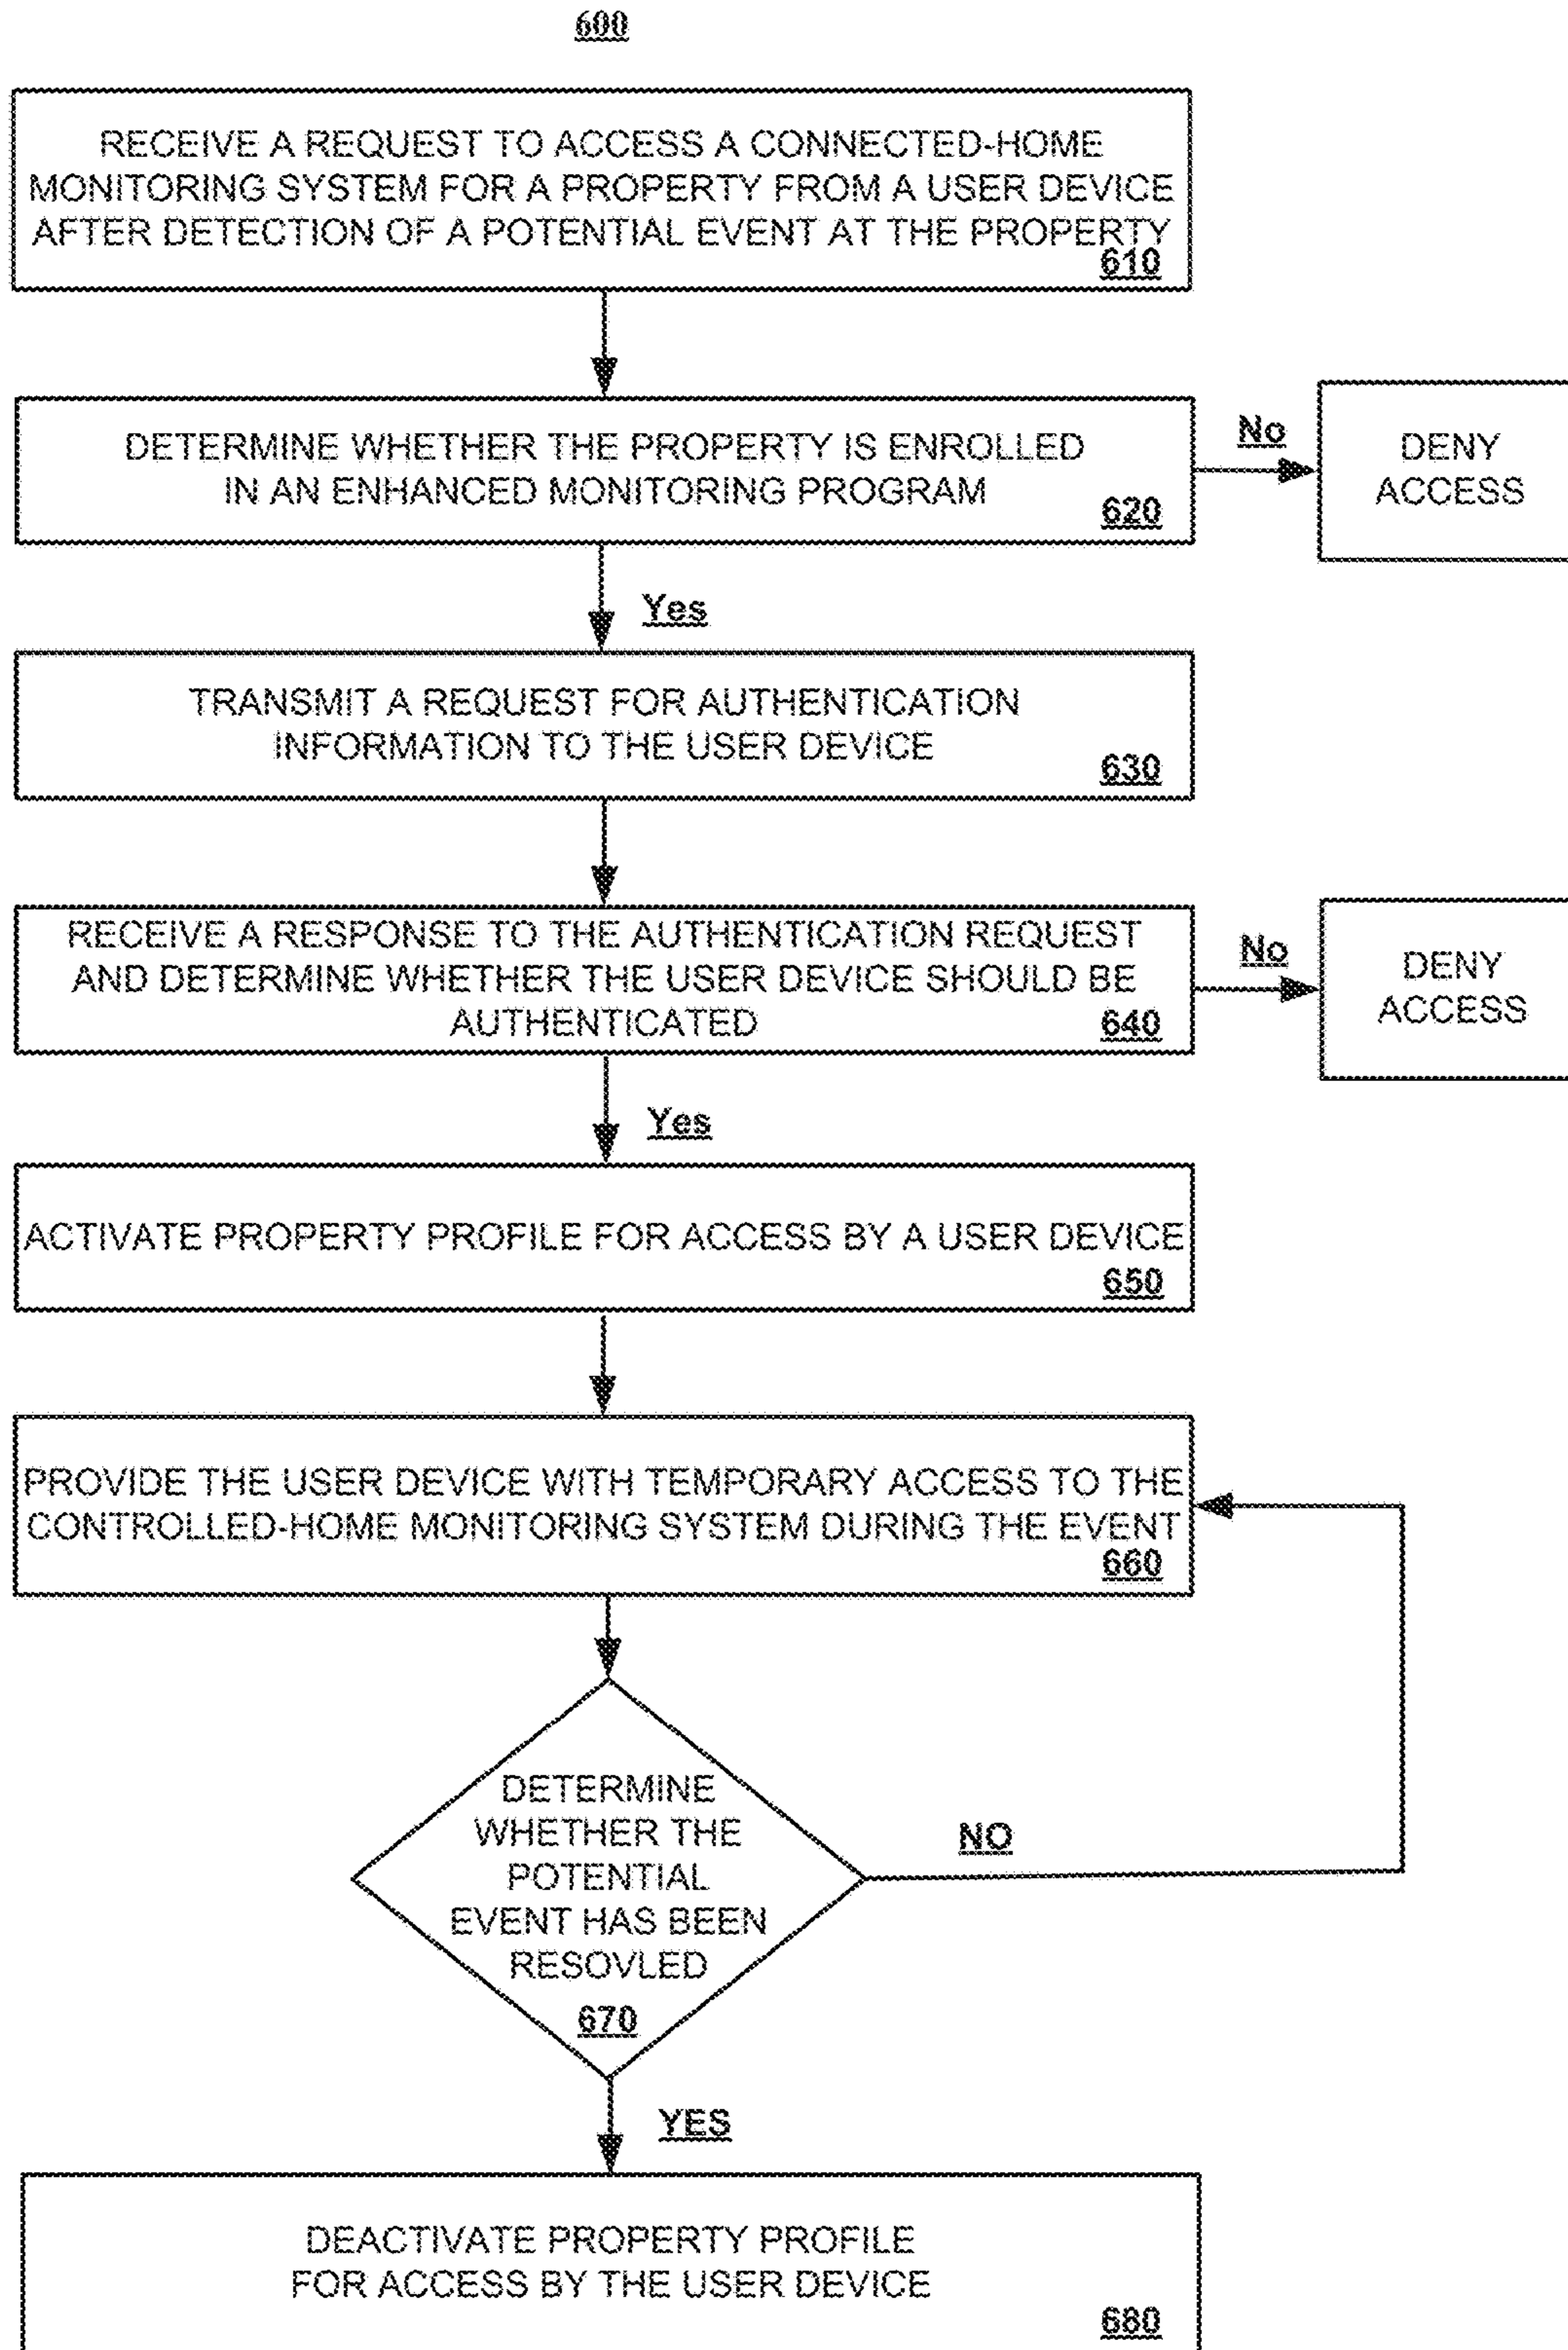 600
RECEIVE A REQUEST TO ACCESS A CONNECTED-HOME
MONITORING SYSTEM FOR A PROPERTY FROM A USER DEVICE
AFTER DETECTION OF A POTENTIAL EVENT AT THE PROPERTY
610
DETERMINE WHETHER THE PROPERTY IS ENROLLED
IN AN ENHANCED MONITORING PROGRAM
620
No
DENY
ACCESS
Yes
TRANSMIT A REQUEST FOR AUTHENTICATION
INFORMATION TO THE USER DEVICE
630
RECEIVE A RESPONSE TO THE AUTHENTICATION REQUEST
AND DETERMINE WHETHER THE USER DEVICE SHOULD BE
AUTHENTICATED
640
No
DENY
ACCESS
Yes
ACTIVATE PROPERTY PROFILE FOR ACCESS BY A USER DEVICE
650
PROVIDE THE USER DEVICE WITH TEMPORARY ACCESS TO THE
CONTROLLED-HOME MONITORING SYSTEM DURING THE EVENT
660
DETERMINE
WHETHER THE
POTENTIAL
EVENT HAS BEEN
RESOVLED
670
NO
YES
DEACTIVATE PROPERTY PROFILE
FOR ACCESS BY THE USER DEVICE
680